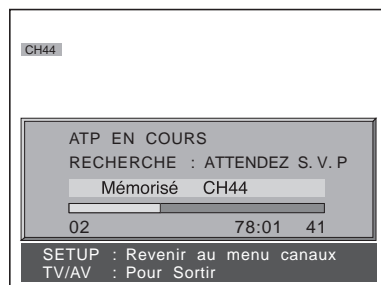 CH44
ATP EN COURS
RECHERCHE : ATTENDEZ S. V. P
Mémorisé CH44
02 78:01 41
SETUP : Revenir au menu canaux
TV/AV : Pour Sortir